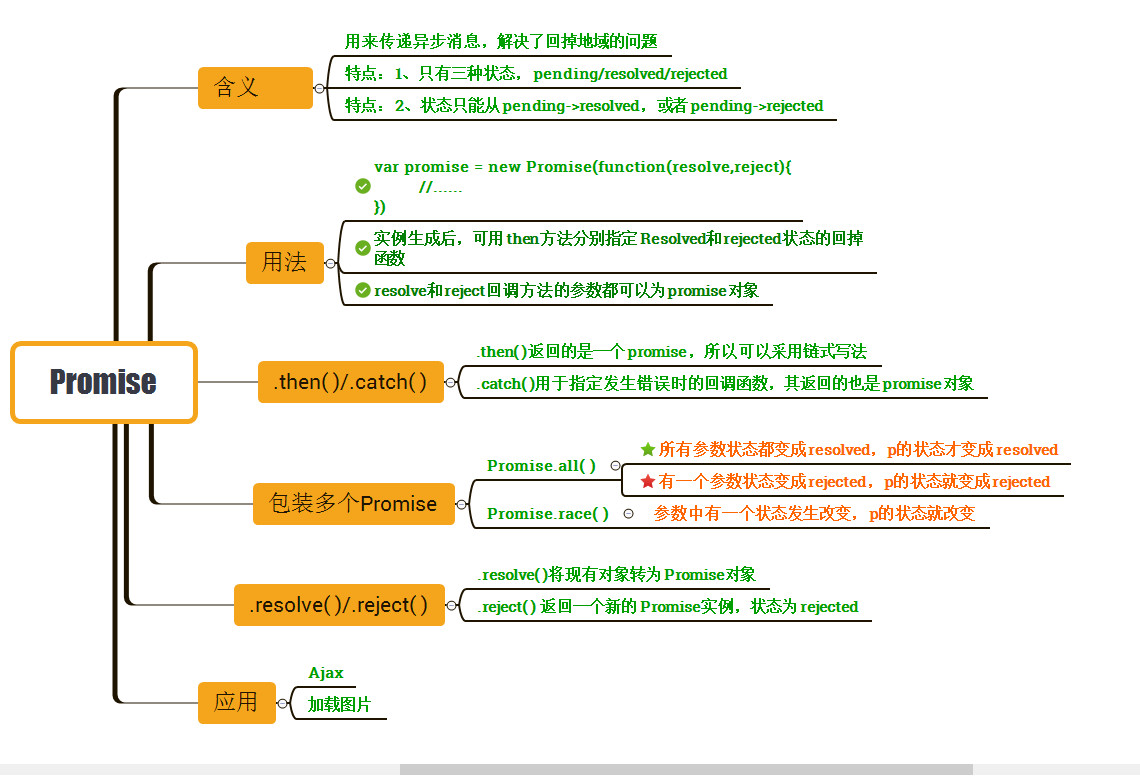 Promise
含义
用来传递异步消息，解决了回掉地域的问题
特点：1、只有三种状态，pending/resolved/rejected
特点：2、状态只能从pending->resolved，或者pending->rejected
用法
var promise = new Promise(function(resolve,reject){
//......
})
实例生成后，可用then方法分别指定Resolved和rejected状态的回掉
函数
resolve和reject回调方法的参数都可以为promise对象
.then()/.catch()
.then()返回的是一个promise，所以可以采用链式写法
.catch()用于指定发生错误时的回调函数，其返回的也是promise对象
包装多个Promise
Promise.all()
所有参数状态都变成resolved，p的状态才变成resolved
有一个参数状态变成rejected，p的状态就变成rejected
Promise.race()
参数中有一个状态发生改变，p的状态就改变
.resolve()/.reject()
.resolve()将现有对象转为Promise对象
.reject() 返回一个新的Promise实例，状态为rejected
应用
Ajax
加载图片